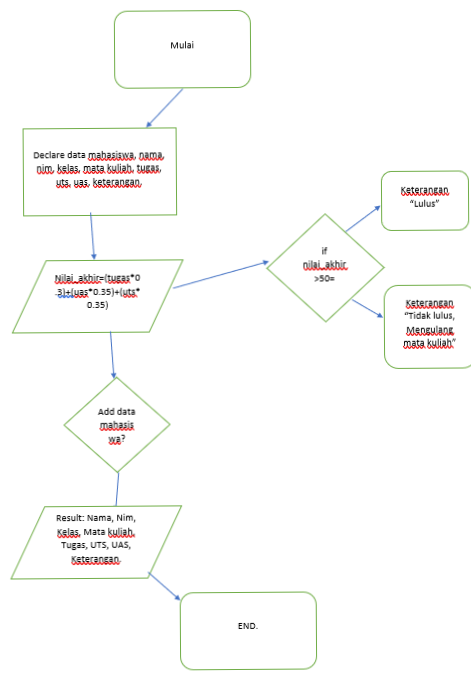 Mulai
Declare data mahasiswa, nama,
nim, kelas, mata kuliah, tugas,
uts, uas, keterangan,
Nilai_akhir=(tugas*0
.3)+(uas*0.35)+(uts*
0.35)
if
nilai_akhir
>50=
Keterangan
“Lulus”
Keterangan
“Tidak lulus,
Mengulang
mata kuliah”
Add data
mahasis
wa?
Result: Nama, Nim,
Kelas, Mata kuliah,
Tugas, UTS, UAS,
Keterangan.
END.